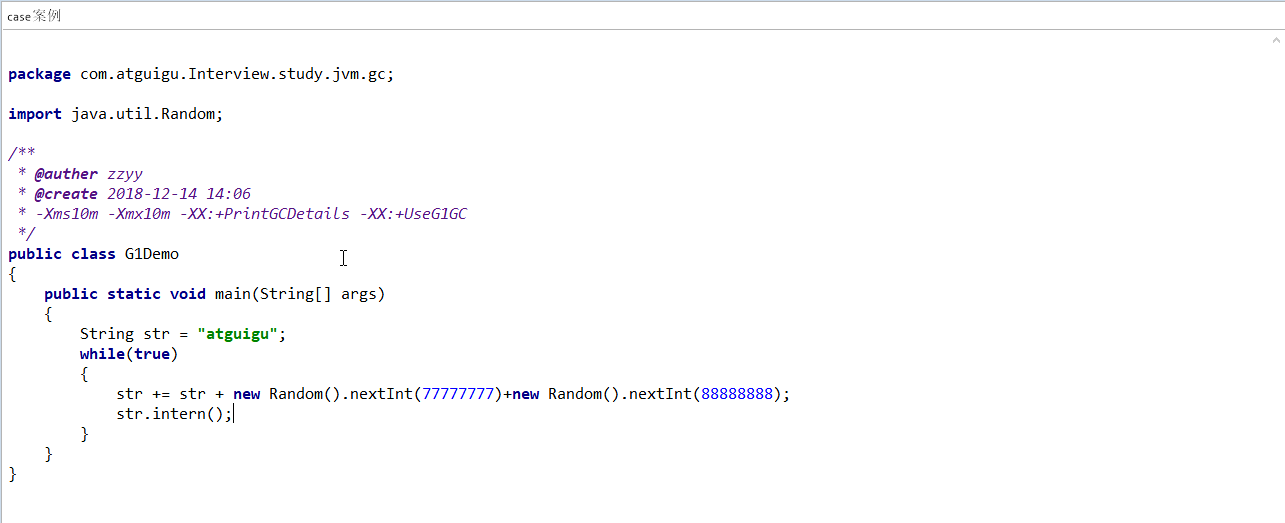 case案例
package com.atguigu.Interview.study.jvm.gc;
import java.util.Random;
/**
 * @auther zzyy
 * @create 2018-12-14 14:06
 * -Xms10m -Xmx10m -XX:+PrintGCDetails -XX:+UseG1GC
 */
public class G1Demo
{
    public static void main(String[] args)
    {
        String str = "atguigu";
        while(true)
        {
            str += str + new Random().nextInt(77777777)+new Random().nextInt(88888888);
            str.intern();
        }
    }
}